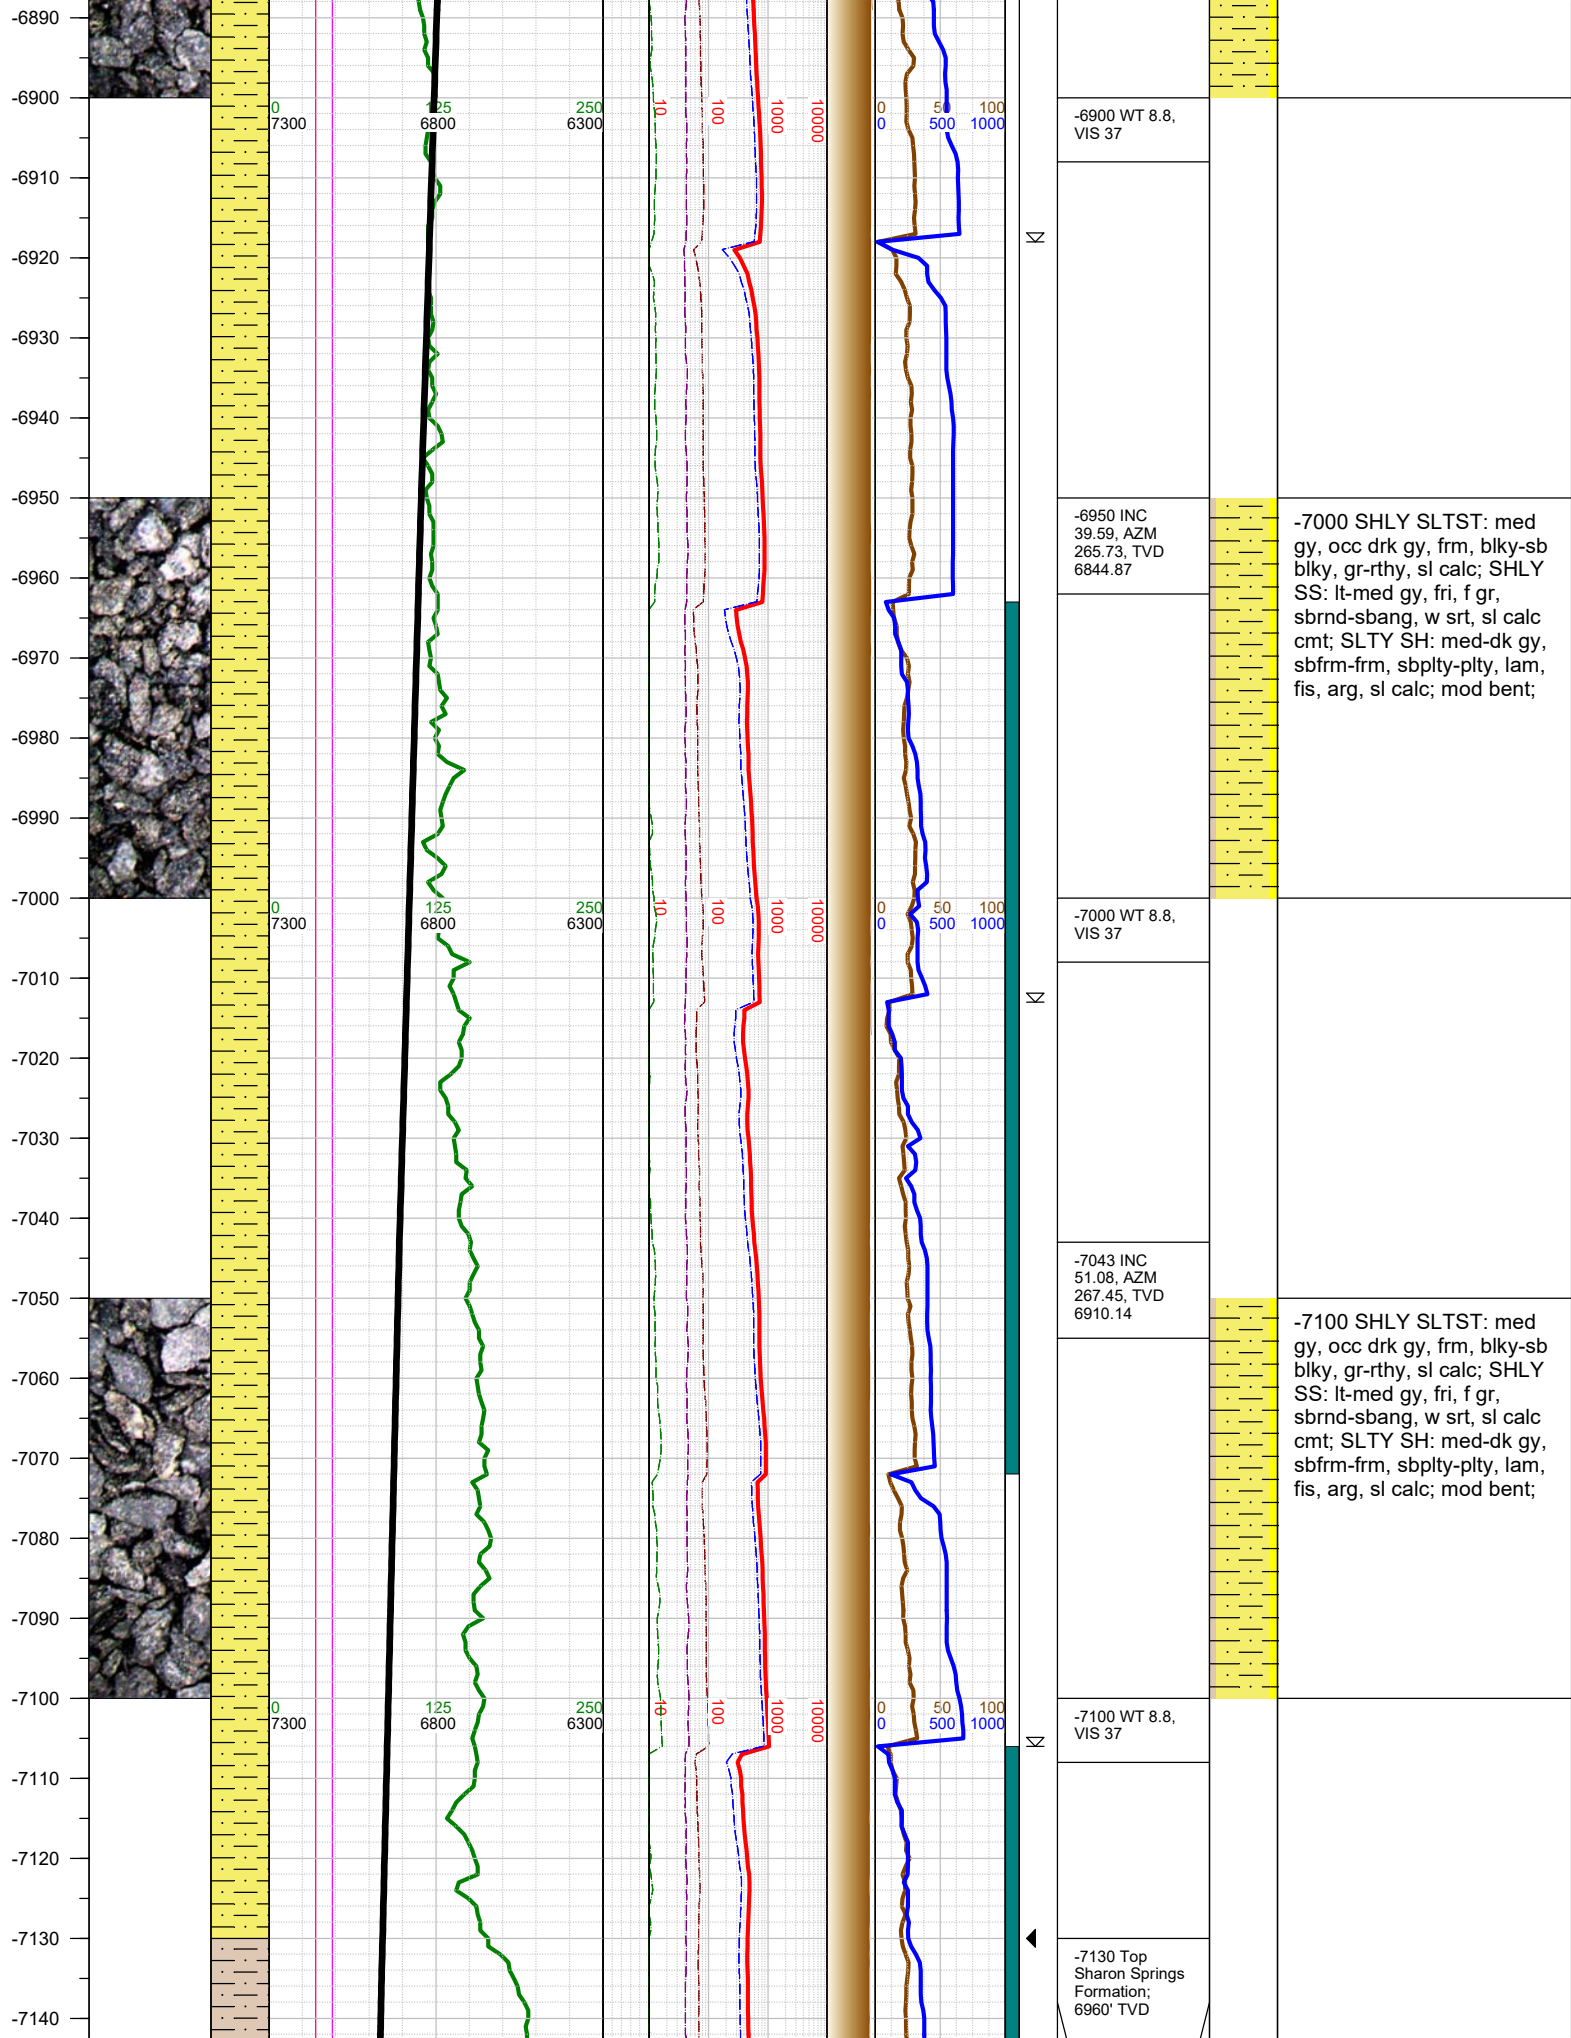 -6890
-6900
0 125 250
7300 6800 6300
10 100 1000 10000
0 50 100
0 500 1000
-6900 WT 8.8,
VIS 37
-6910
-6920
-6930
-6940
-6950
-6950 INC
39.59, AZM
265.73, TVD
6844.87
-7000 SHLY SLTST: med
gy, occ drk gy, frm, blky-sb
blky, gr-rthy, sl calc; SHLY
SS: lt-med gy, fri, f gr,
sbrnd-sbang, w srt, sl calc
cmt; SLTY SH: med-dk gy,
sbfrm-frm, sbplty-plty, lam,
fis, arg, sl calc; mod bent;
-6960
-6970
-6980
-6990
-7000
0 125 250
7300 6800 6300
10 100 1000 10000
0 50 100
0 500 1000
-7000 WT 8.8,
VIS 37
-7010
-7020
-7030
-7040
-7043 INC
51.08, AZM
267.45, TVD
6910.14
-7050
-7100 SHLY SLTST: med
gy, occ drk gy, frm, blky-sb
blky, gr-rthy, sl calc; SHLY
SS: lt-med gy, fri, f gr,
sbrnd-sbang, w srt, sl calc
cmt; SLTY SH: med-dk gy,
sbfrm-frm, sbplty-plty, lam,
fis, arg, sl calc; mod bent;
-7060
-7070
-7080
-7090
-7100
0 125 250
7300 6800 6300
10 100 1000 10000
0 50 100
0 500 1000
-7100 WT 8.8,
VIS 37
-7110
-7120
-7130
-7130 Top
Sharon Springs
Formation;
6960' TVD
-7140